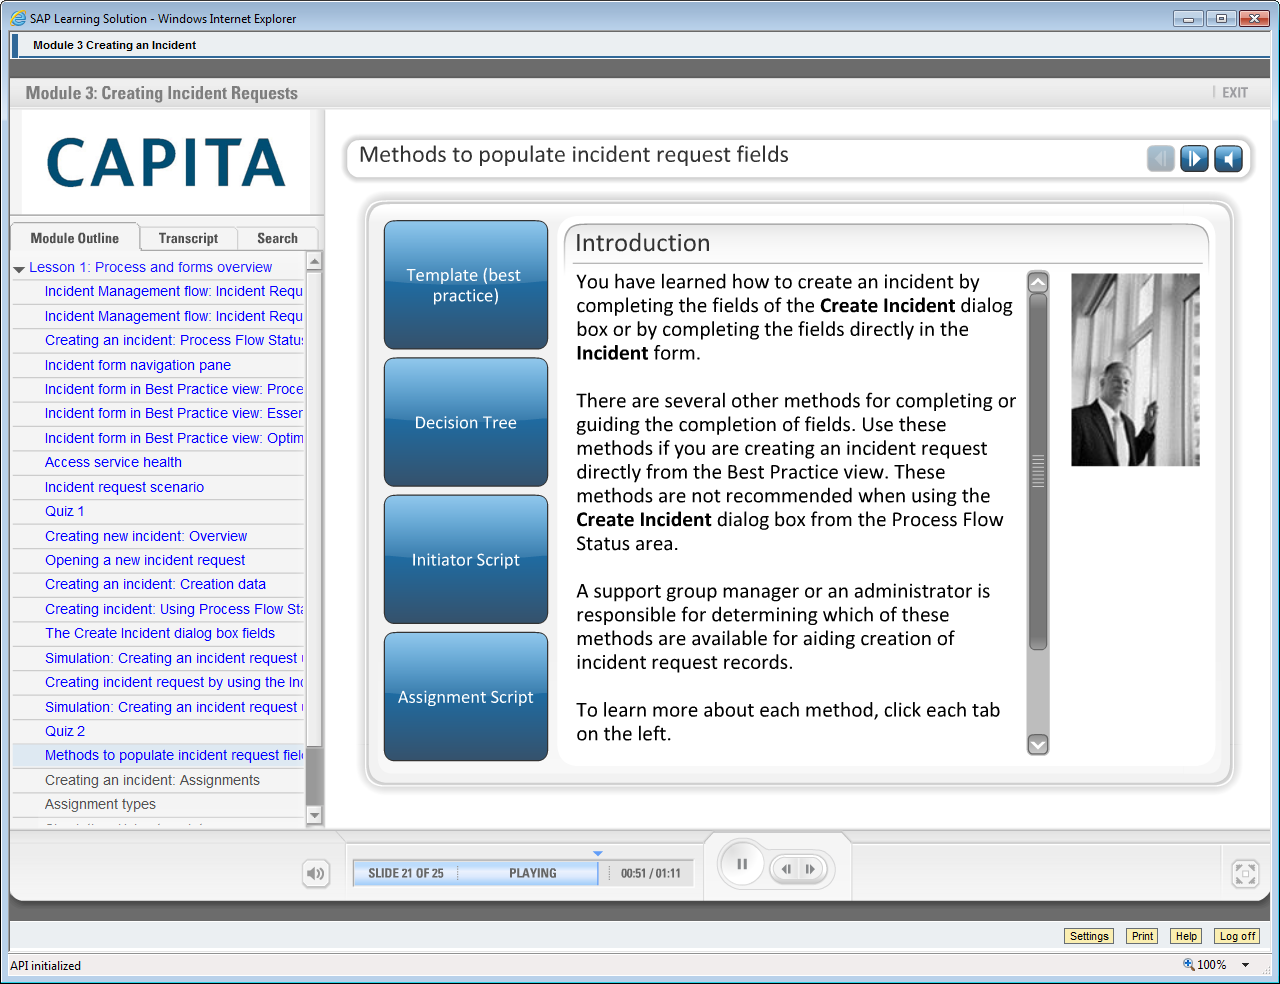 SAP Learning Solution - Windows Internet Explorer
Module 3 Creating an Incident
Module 3: Creating Incident Requests
EXIT
CAPITA
Module Outline
Transcript
Search
Lesson 1: Process and forms overview
Incident Management flow: Incident Requ
Incident Management flow: Incident Requ
Creating an incident: Process Flow Status
Incident form navigation pane
Incident form in Best Practice view: Proce
Incident form in Best Practice view: Essen
Incident form in Best Practice view: Optim
Access service health
Incident request scenario
Quiz 1
Creating new incident: Overview
Opening a new incident request
Creating an incident: Creation data
Creating incident: Using Process Flow Sta
The Create Incident dialog box fields
Simulation: Creating an incident request u
Creating incident request by using the Inc
Simulation: Creating an incident request u
Quiz 2
Methods to populate incident request field
Creating an incident: Assignments
Assignment types
Methods to populate incident request fields
Template (best
practice)
Decision Tree
Initiator Script
Assignment Script
Introduction
You have learned how to create an incident by
completing the fields of the Create Incident dialog
box or by completing the fields directly in the
Incident form.
There are several other methods for completing or
guiding the completion of fields. Use these
methods if you are creating an incident request
directly from the Best Practice view. These
methods are not recommended when using the
Create Incident dialog box from the Process Flow
Status area.
A support group manager or an administrator is
responsible for determining which of these
methods are available for aiding creation of
incident request records.
To learn more about each method, click each tab
on the left.
SLIDE 21 OF 25
PLAYING
00:51 / 01:11
Settings
Print
Help
Log off
API initialized
100%